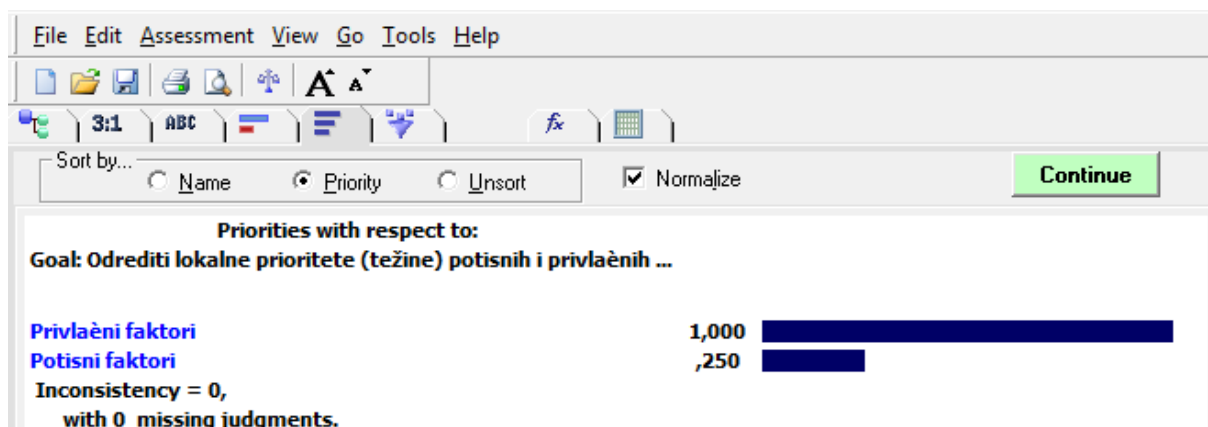 File Edit Assessment View Go Tools Help
A A
3:1 ABC fx
Sort by... Name Priority Unsort Normalize Continue
Priorities with respect to:
Goal: Odrediti lokalne prioritete (težine) potisnih i privlaènih ...
Privlaèni faktori 1,000
Potisni faktori ,250
Inconsistency = 0,
with 0 missing judgments.